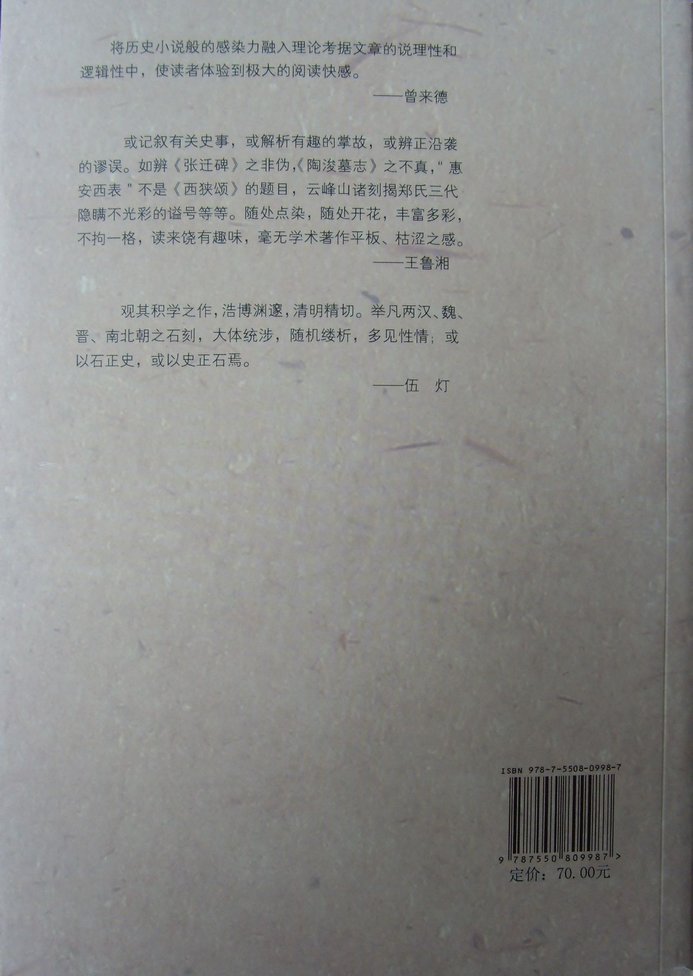 将历史小说般的感染力融入理论考据文章的说理性和
逻辑性中，使读者体验到极大的阅读快感。
——曾来德
或记叙有关史事，或解析有趣的掌故，或辨正沿袭
的谬误。如辨《张迁碑》之非伪，《陶浚墓志》之不真，"惠
安西表"不是《西狭颂》的题目，云峰山诸刻揭郑氏三代
隐瞒不光彩的谥号等等。随处点染，随处开花，丰富多彩，
不拘一格，读来饶有趣味，毫无学术著作平板、枯涩之感。
——王鲁湘
观其积学之作，浩博渊邃，清明精切。举凡两汉、魏、
晋、南北朝之石刻，大体统涉，随机缕析，多见性情；或
以石正史，或以史正石焉。
——伍　灯
ISBN 978-7-5508-0998-7
9 787550 809987 >
定价：70.00元